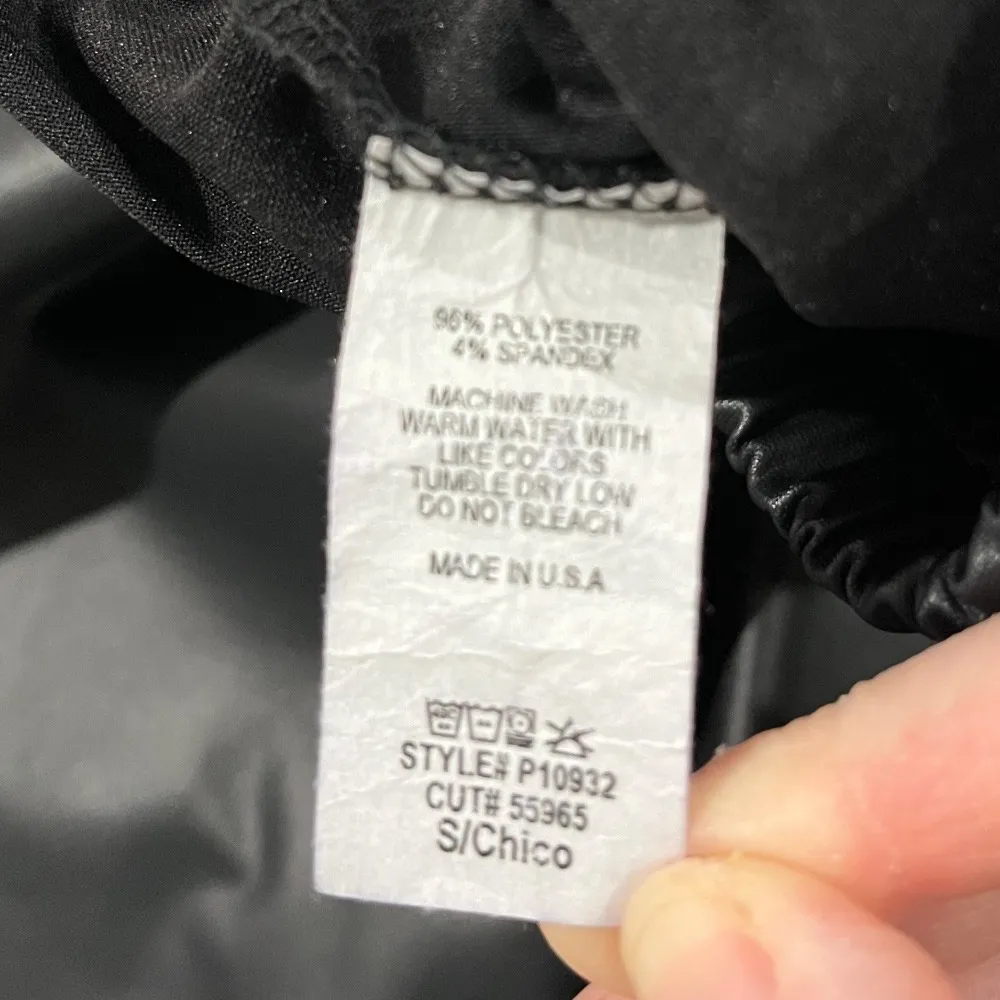 96% POLYESTER
4% SPANDEX
MACHINE WASH
WARM WATER WITH
LIKE COLORS
TUMBLE DRY LOW
DO NOT BLEACH
MADE IN U.S.A
STYLE# P10932
CUT# 55965
S/Chico